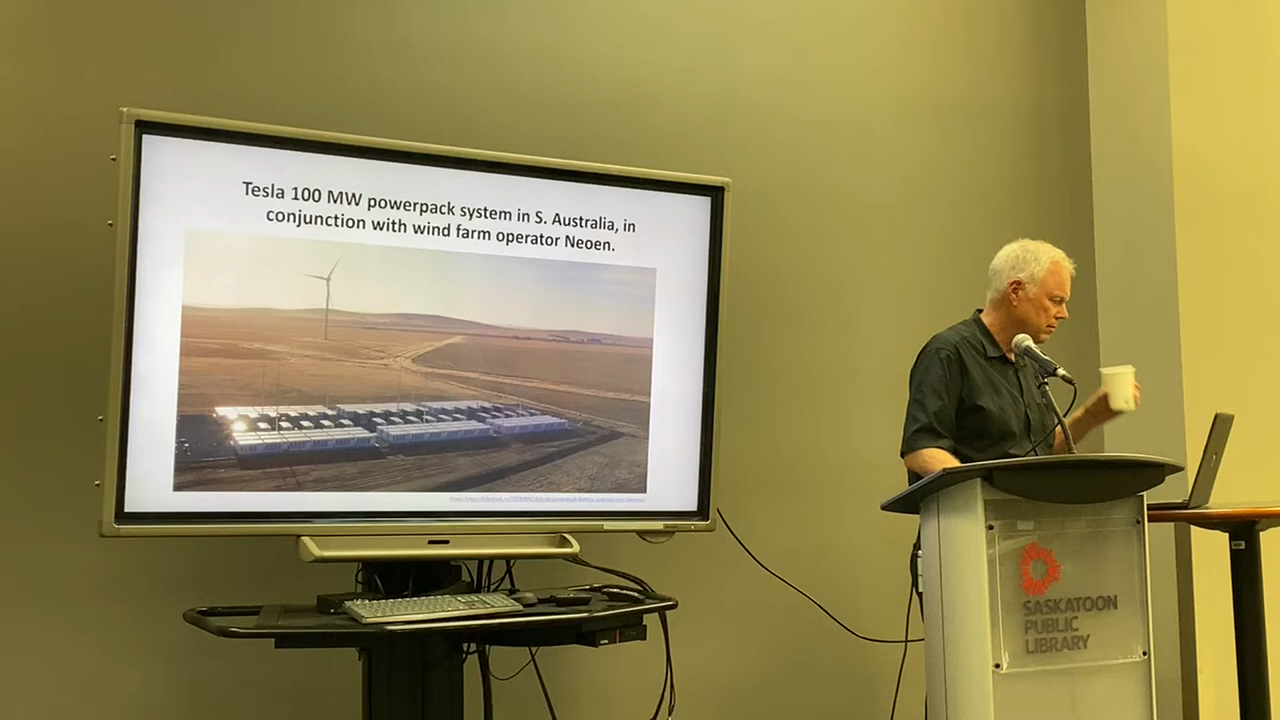 Tesla 100 MW powerpack system in S. Australia, in
conjunction with wind farm operator Neoen.
SASKATOON
PUBLIC
LIBRARY